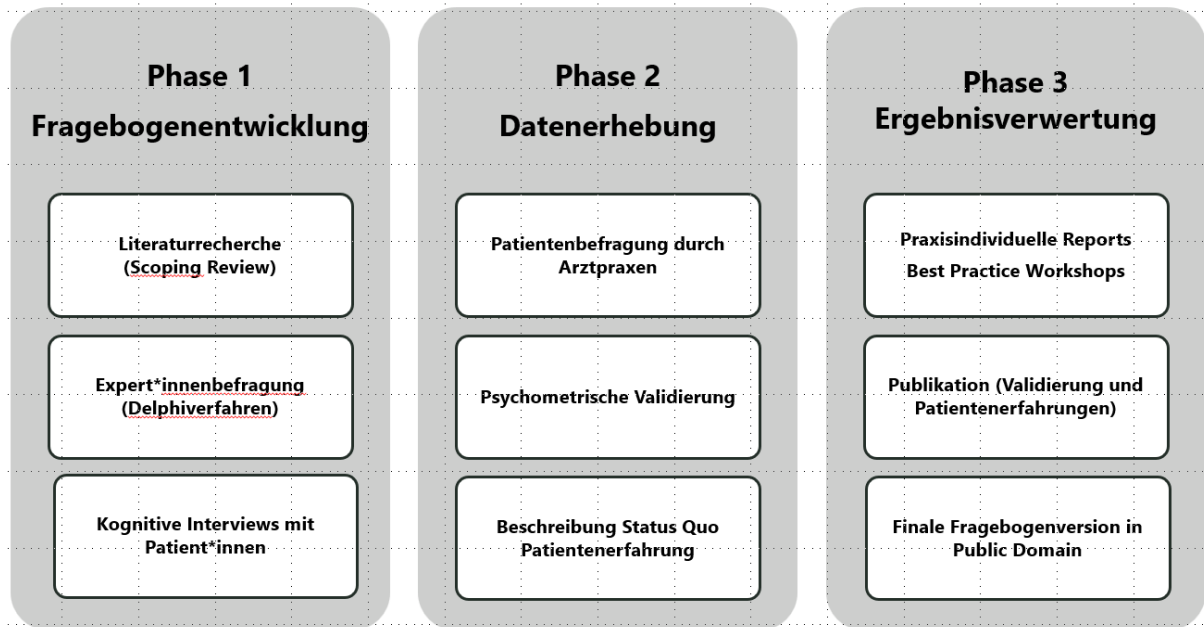 Phase 1
Fragebogenentwicklung
Literaturrecherche
(Scoping Review)
Expert*innenbefragung
(Delphiverfahren)
Kognitive Interviews mit
Patient*innen
Phase 2
Datenerhebung
Patientenbefragung durch
Arztpraxen
Psychometrische Validierung
Beschreibung Status Quo
Patientenerfahrung
Phase 3
Ergebnisverwertung
Praxisindividuelle Reports
Best Practice Workshops
Publikation (Validierung und
Patientenerfahrungen)
Finale Fragebogenversion in
Public Domain